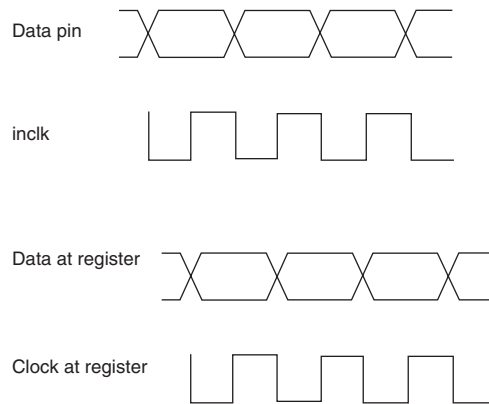 Data pin
inclk
Data at register
Clock at register